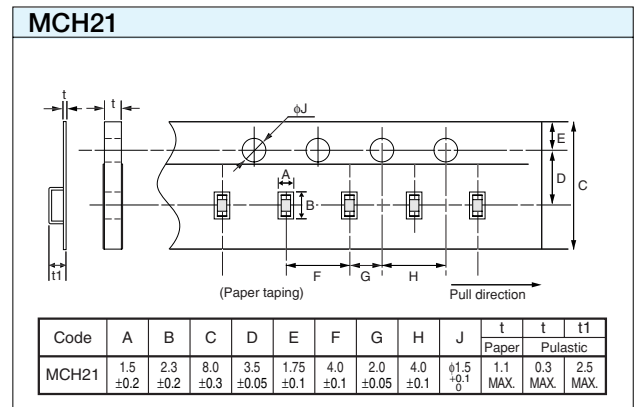 MCH21
t
t
φJ
E
D
C
A
B
F
G
H
t1
(Paper taping)
Pull direction
Code A B C D E F G H J t t t1
Paper Pulastic
MCH21 1.5 ±0.2 2.3 ±0.2 8.0 ±0.3 3.5 ±0.05 1.75 ±0.1 4.0 ±0.1 2.0 ±0.05 4.0 ±0.1 φ1.5 +0.1 0 1.1 MAX. 0.3 MAX. 2.5 MAX.